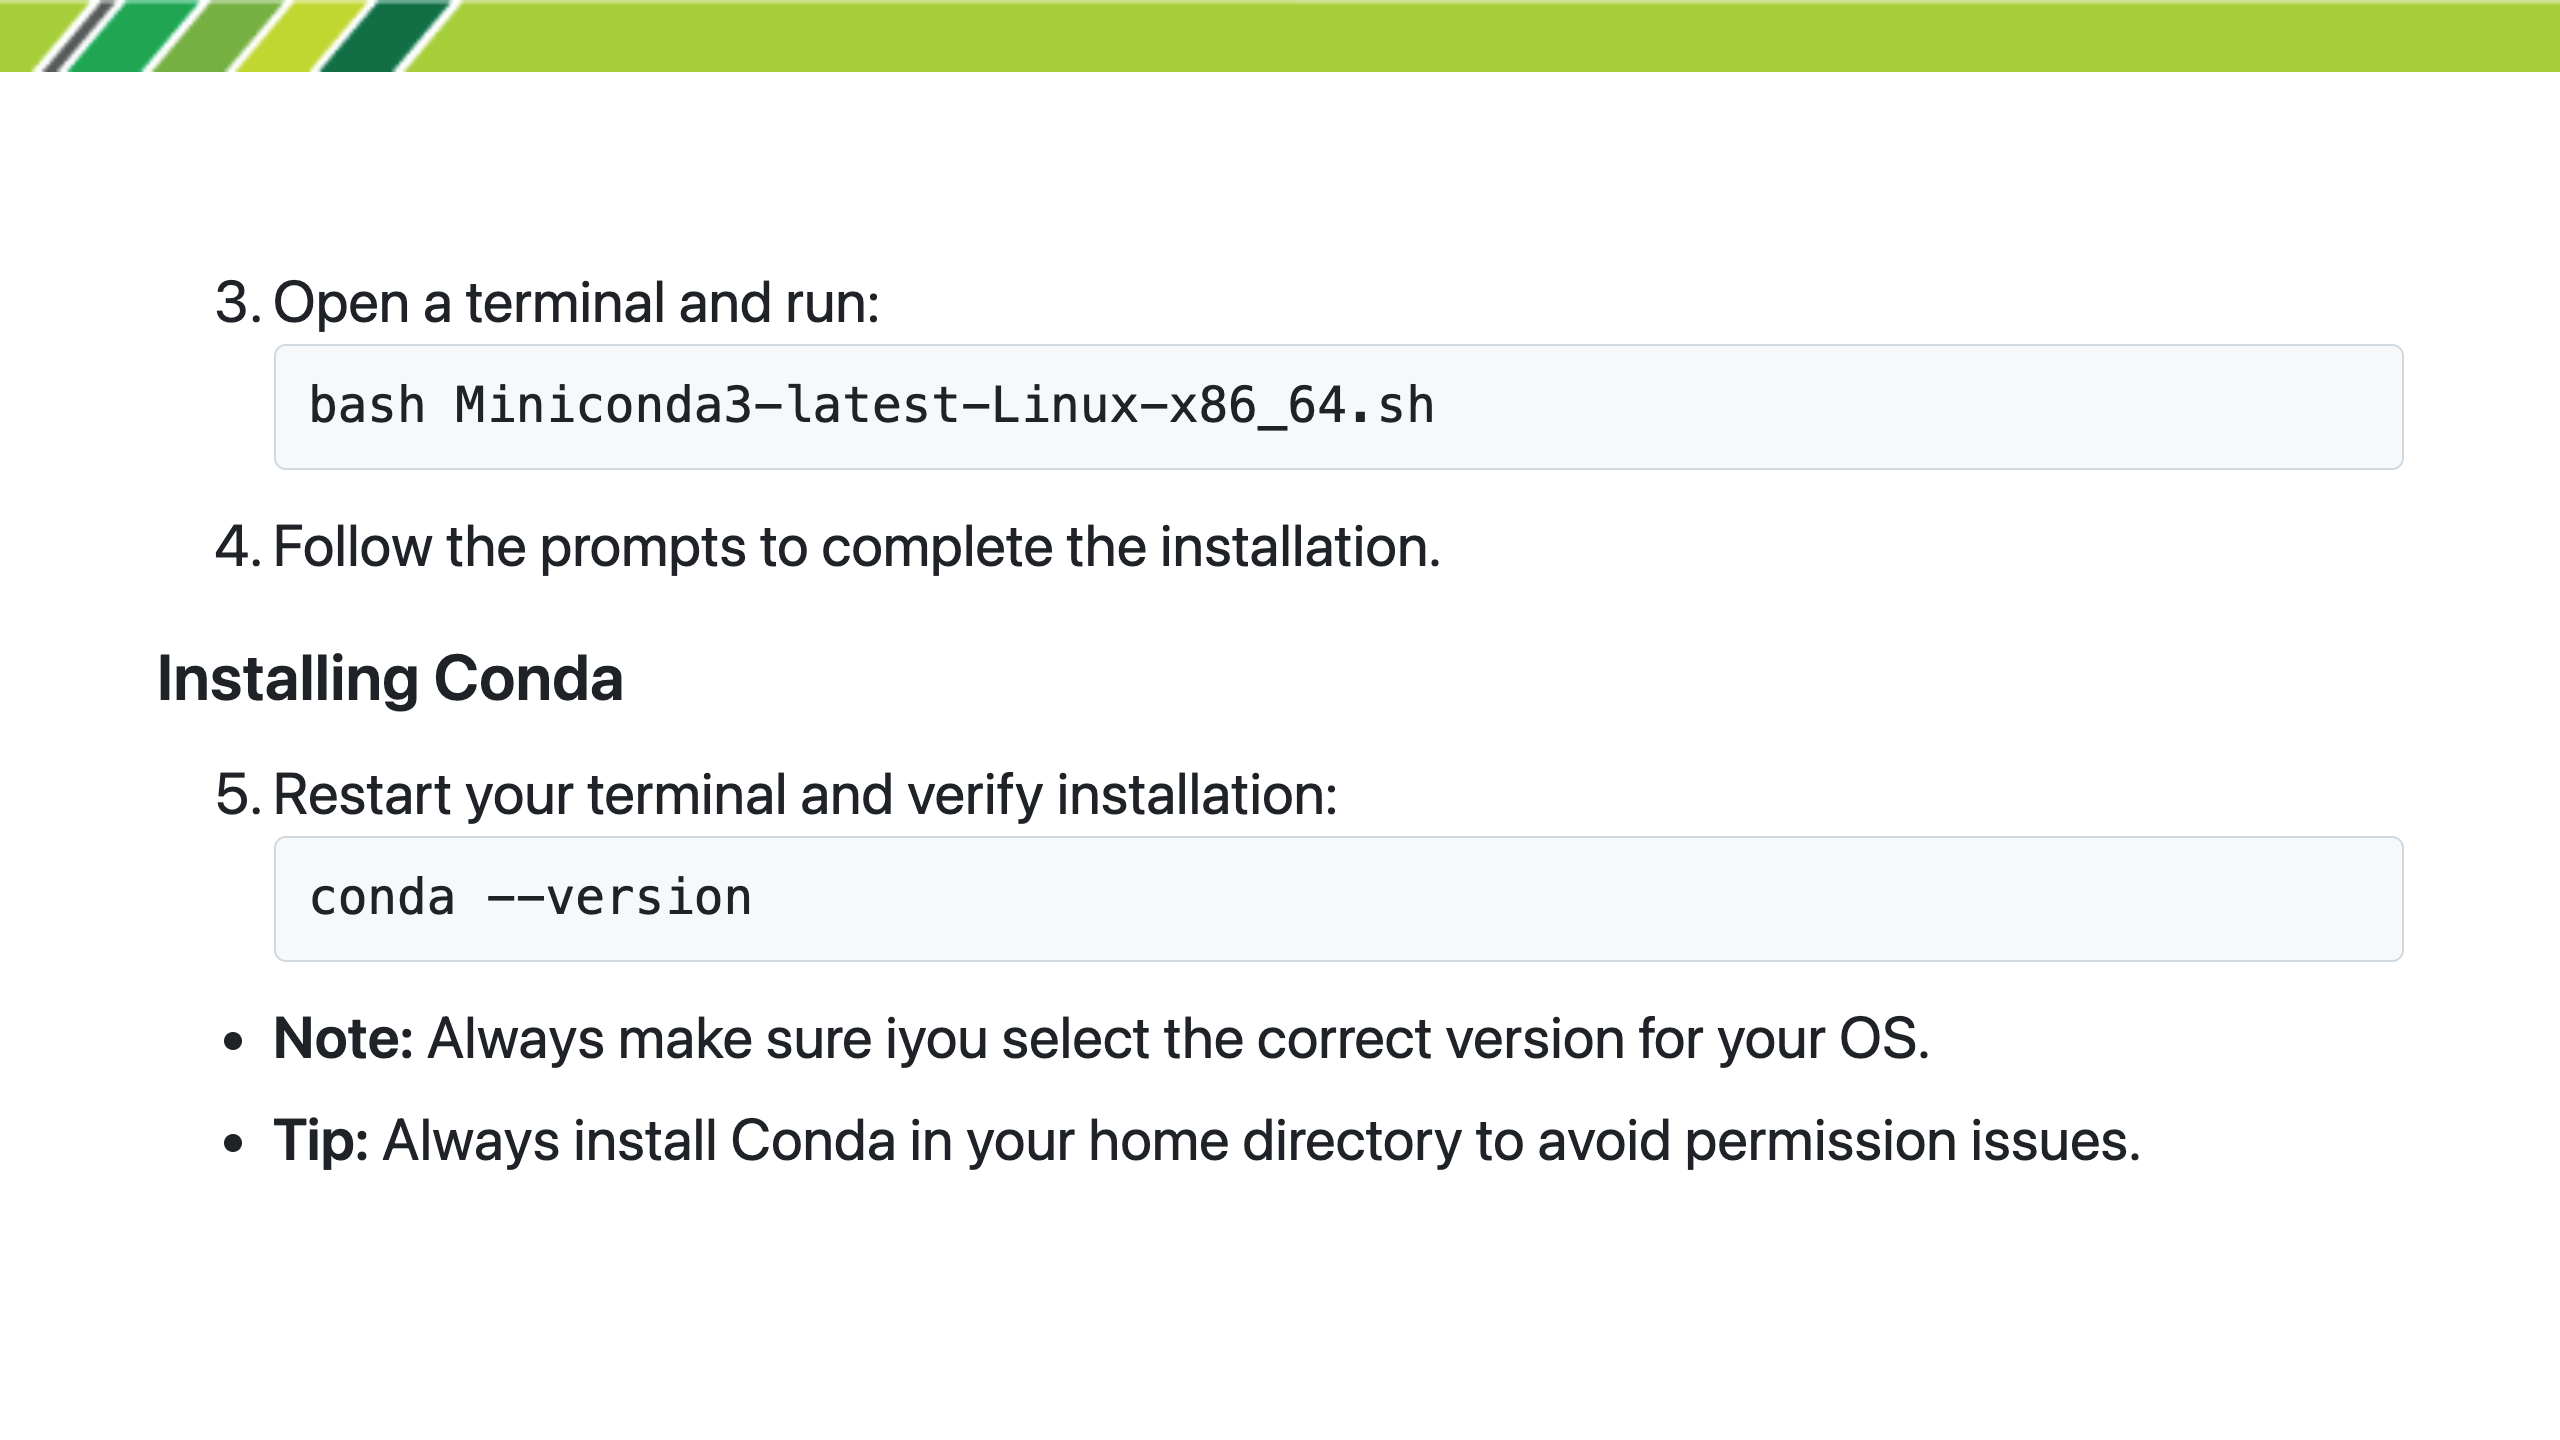 3. Open a terminal and run:
bash Miniconda3-latest-Linux-x86_64.sh
4. Follow the prompts to complete the installation.
Installing Conda
5. Restart your terminal and verify installation:
conda --version
• Note: Always make sure iyou select the correct version for your OS.
• Tip: Always install Conda in your home directory to avoid permission issues.